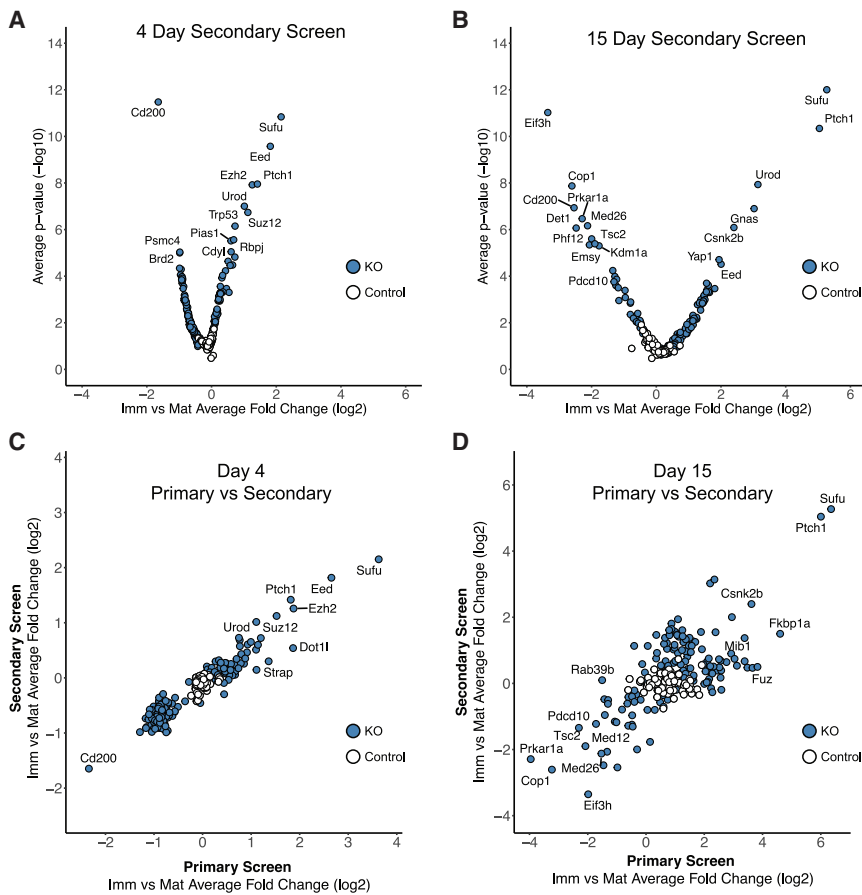 A
4 Day Secondary Screen
Average p-value (−log10)
14
12
10
8
6
4
2
0
Cd200
Sufu
Eed
Ezh2
Ptch1
Urod
Trp53
Suz12
Pias1
Psmc4
Cdyl
Rbpj
Brd2
KO
Control
−4
−2
0
2
4
6
Imm vs Mat Average Fold Change (log2)
B
15 Day Secondary Screen
Average p-value (−log10)
14
12
10
8
6
4
2
0
Sufu
Eif3h
Ptch1
Cop1
Urod
Prkar1a
Cd200
Det1
Med26
Gnas
Phf12
Tsc2
Csnk2b
Emsy
Kdm1a
Yap1
Pdcd10
Eed
KO
Control
−4
−2
0
2
4
6
Imm vs Mat Average Fold Change (log2)
C
Day 4
Primary vs Secondary
Secondary Screen
Imm vs Mat Average Fold Change (log2)
4
3
2
1
0
−1
−2
Sufu
Ptch1
Eed
Ezh2
Urod
Suz12
Dot1l
Strap
Cd200
KO
Control
−2
−1
0
1
2
3
4
Primary Screen
Imm vs Mat Average Fold Change (log2)
D
Day 15
Primary vs Secondary
Secondary Screen
Imm vs Mat Average Fold Change (log2)
6
4
2
0
−2
−4
Sufu
Ptch1
Csnk2b
Fkbp1a
Mib1
Rab39b
Fuz
Pdcd10
Tsc2
Med12
Prkar1a
Med26
Cop1
Eif3h
KO
Control
−4
−2
0
2
4
6
Primary Screen
Imm vs Mat Average Fold Change (log2)